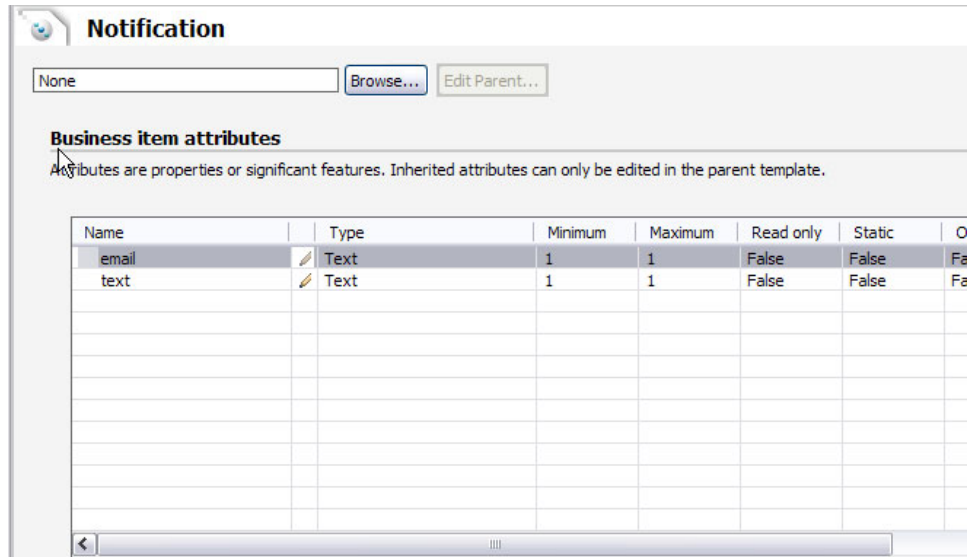 Notification
None Browse... Edit Parent...
Business item attributes
Attributes are properties or significant features. Inherited attributes can only be edited in the parent template.
Name Type Minimum Maximum Read only Static
email Text 1 1 False False
text Text 1 1 False False